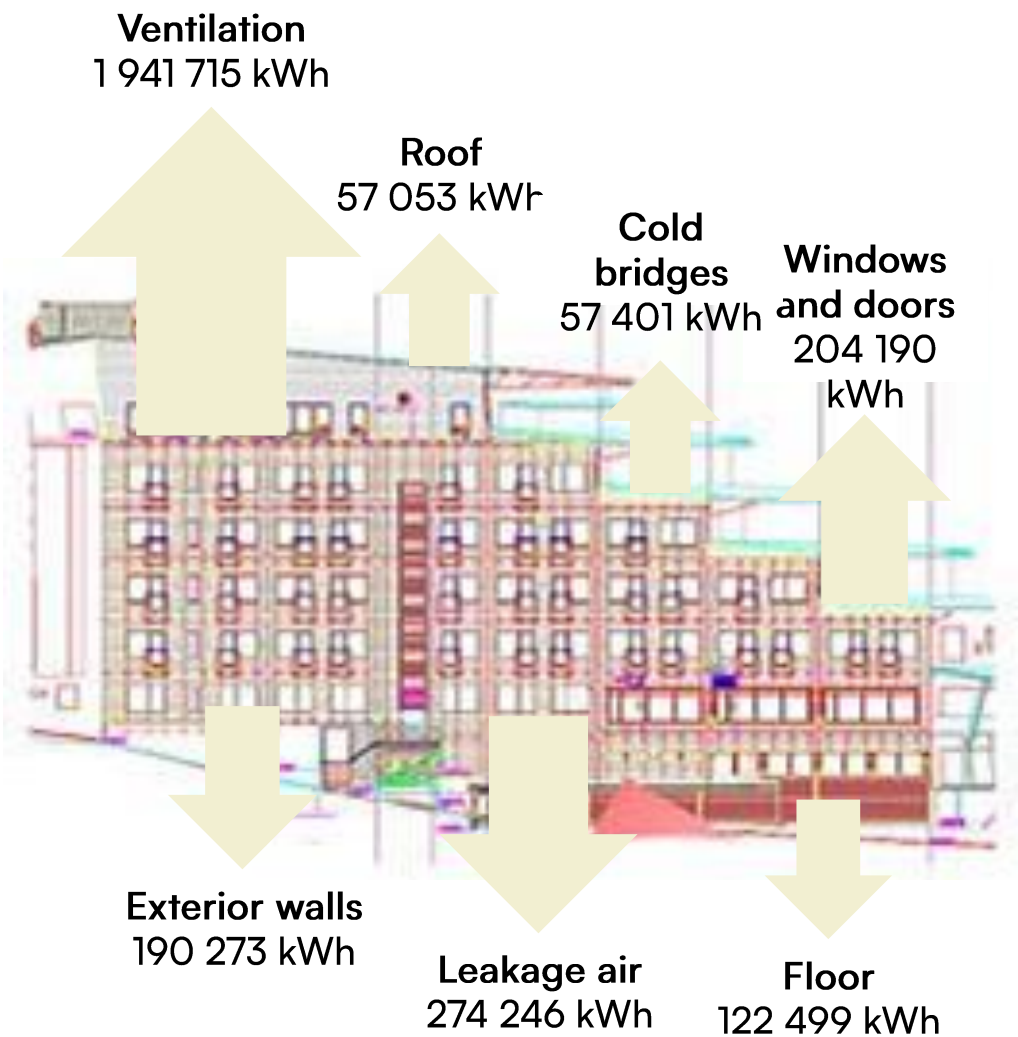 Ventilation
1 941 715 kWh
Roof
57 053 kWh
Cold
bridges
57 401 kWh
Windows
and doors
204 190
kWh
Exterior walls
190 273 kWh
Leakage air
274 246 kWh
Floor
122 499 kWh